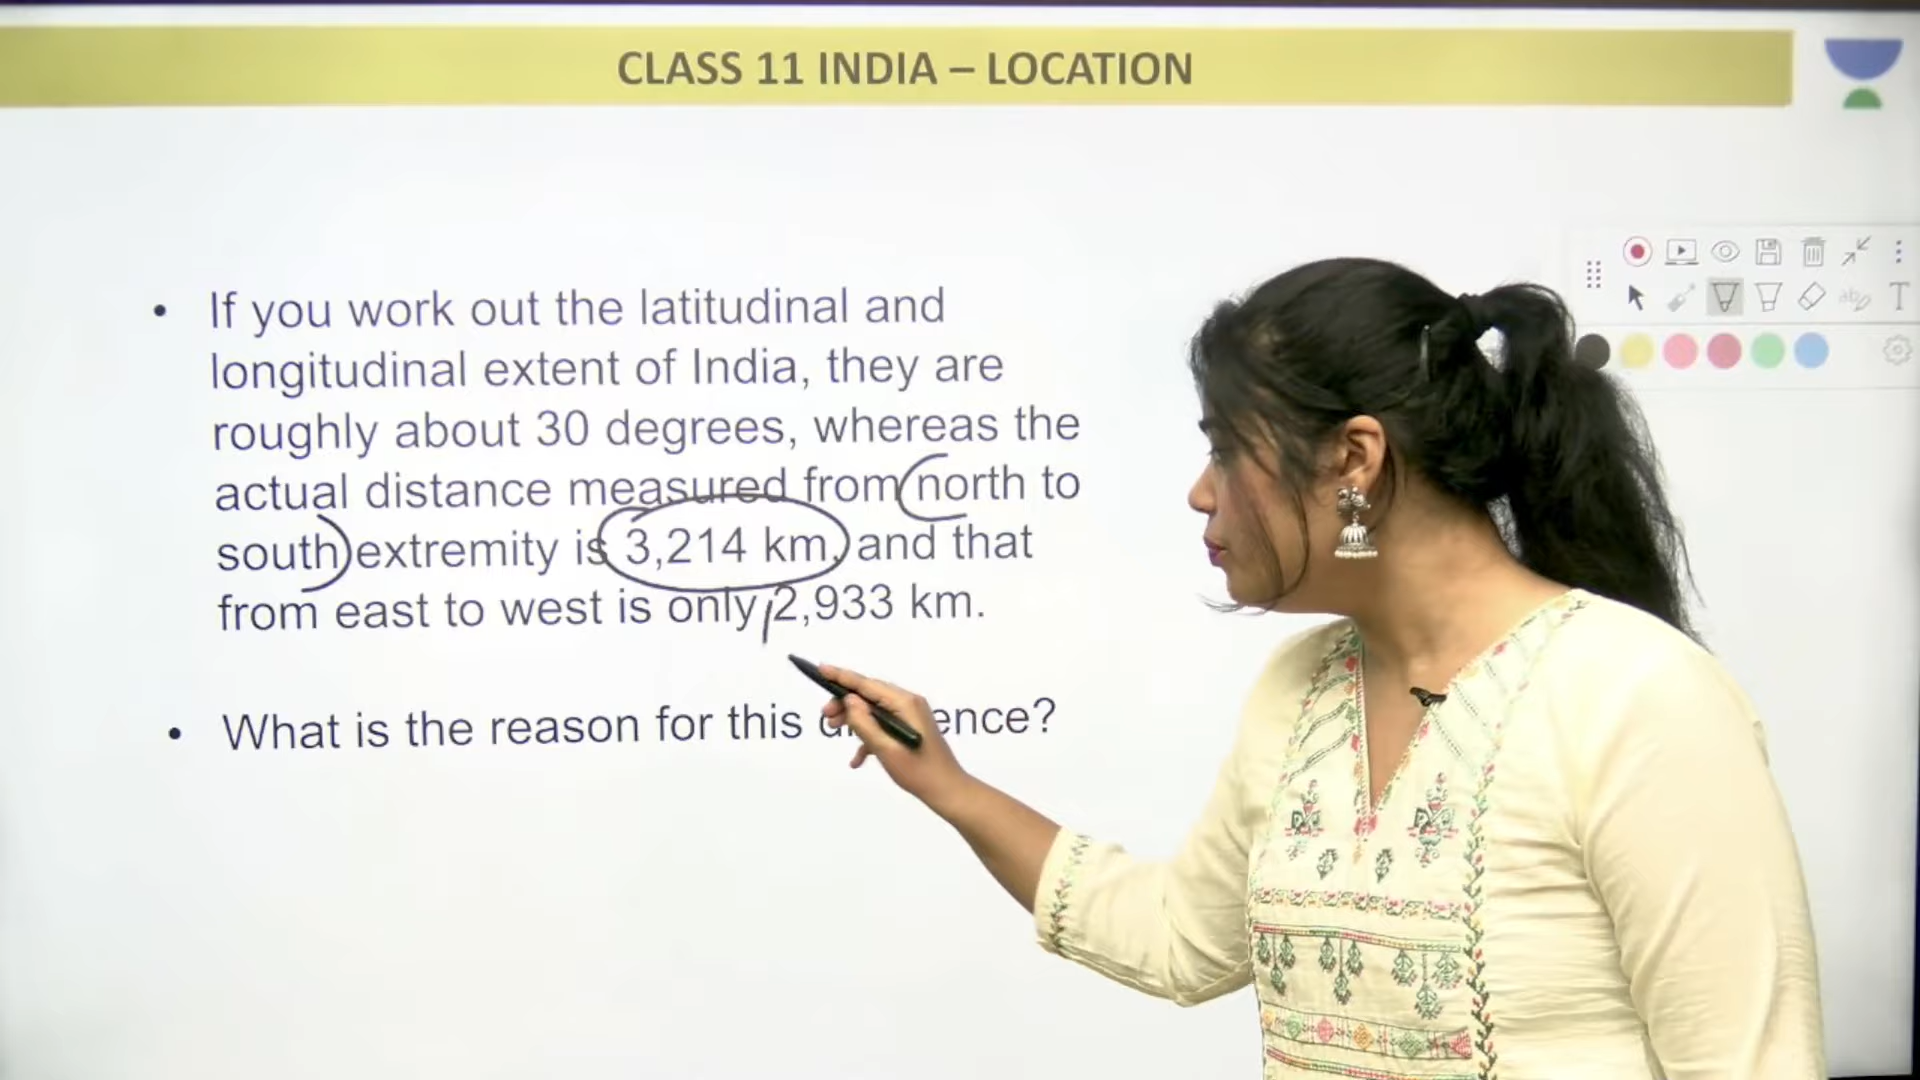 CLASS 11 INDIA – LOCATION
• If you work out the latitudinal and
longitudinal extent of India, they are
roughly about 30 degrees, whereas the
actual distance measured from north to
south extremity is 3,214 km, and that
from east to west is only 2,933 km.
• What is the reason for this